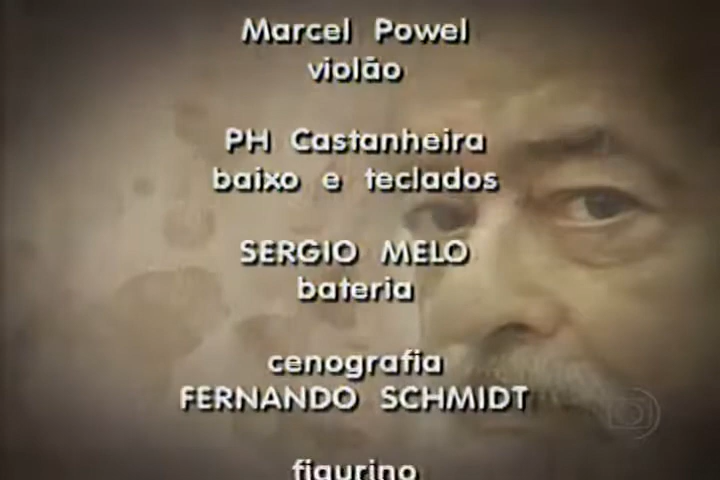 Marcel Powel
violão
PH Castanheira
baixo e teclados
SERGIO MELO
bateria
cenografia
FERNANDO SCHMIDT
figurino